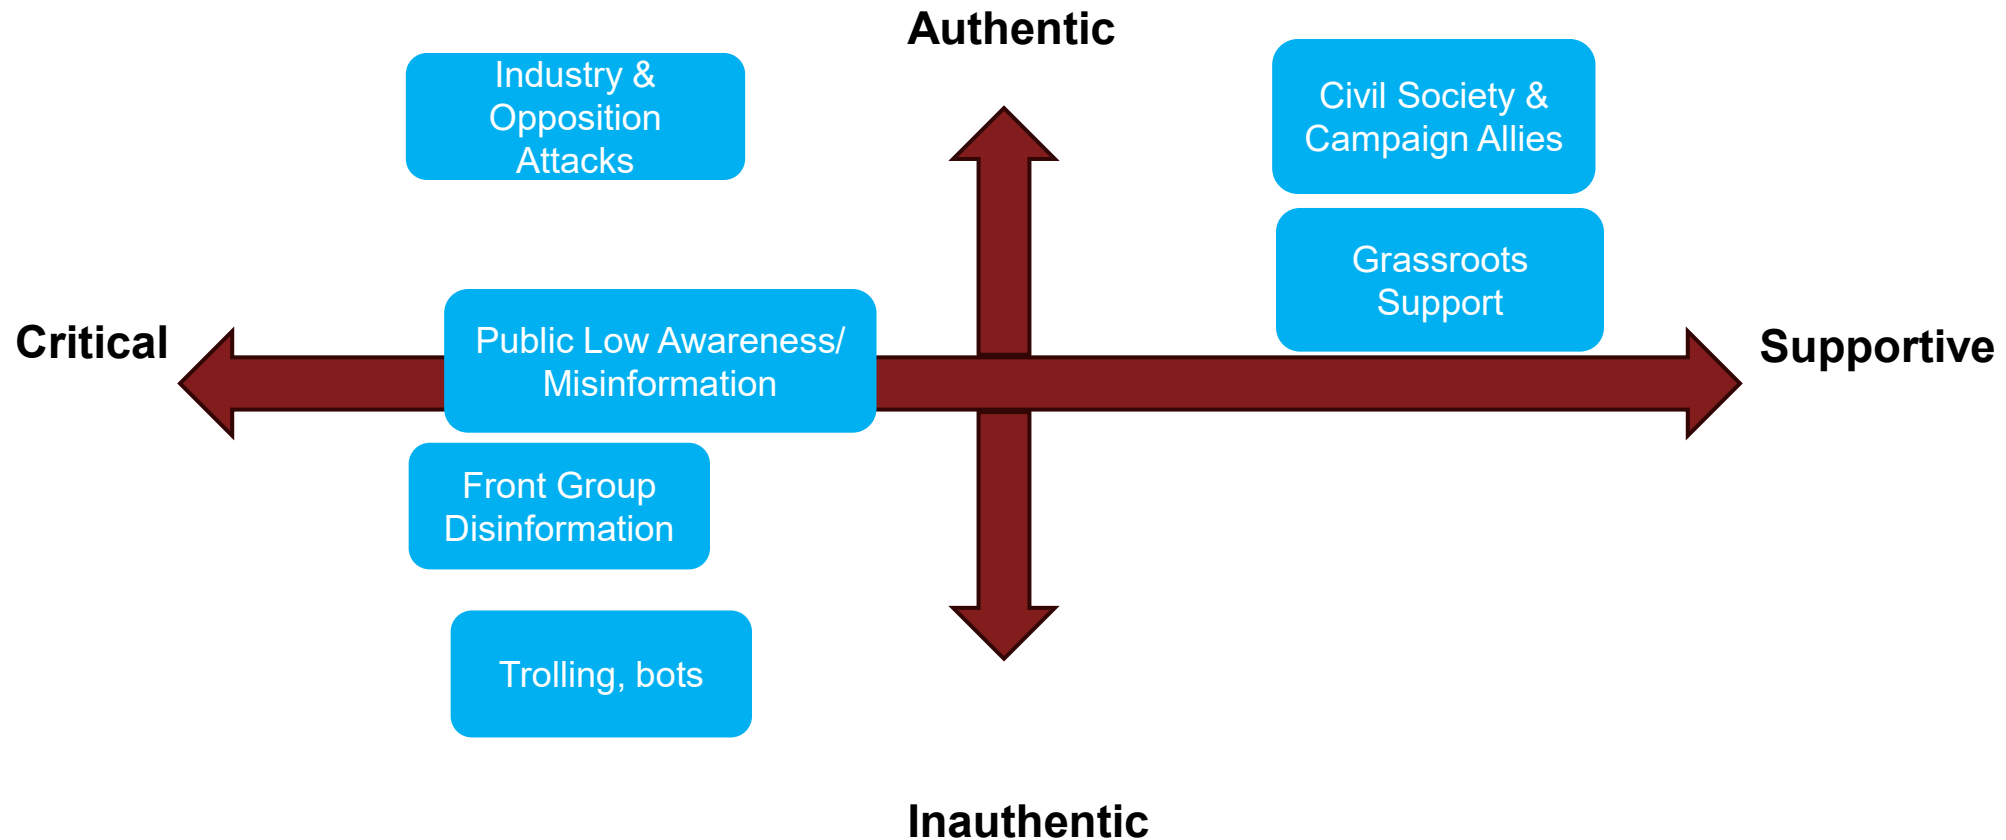 Authentic
Industry &
Opposition
Attacks
Civil Society &
Campaign Allies
Grassroots
Support
Critical
Public Low Awareness/
Misinformation
Supportive
Front Group
Disinformation
Trolling, bots
Inauthentic